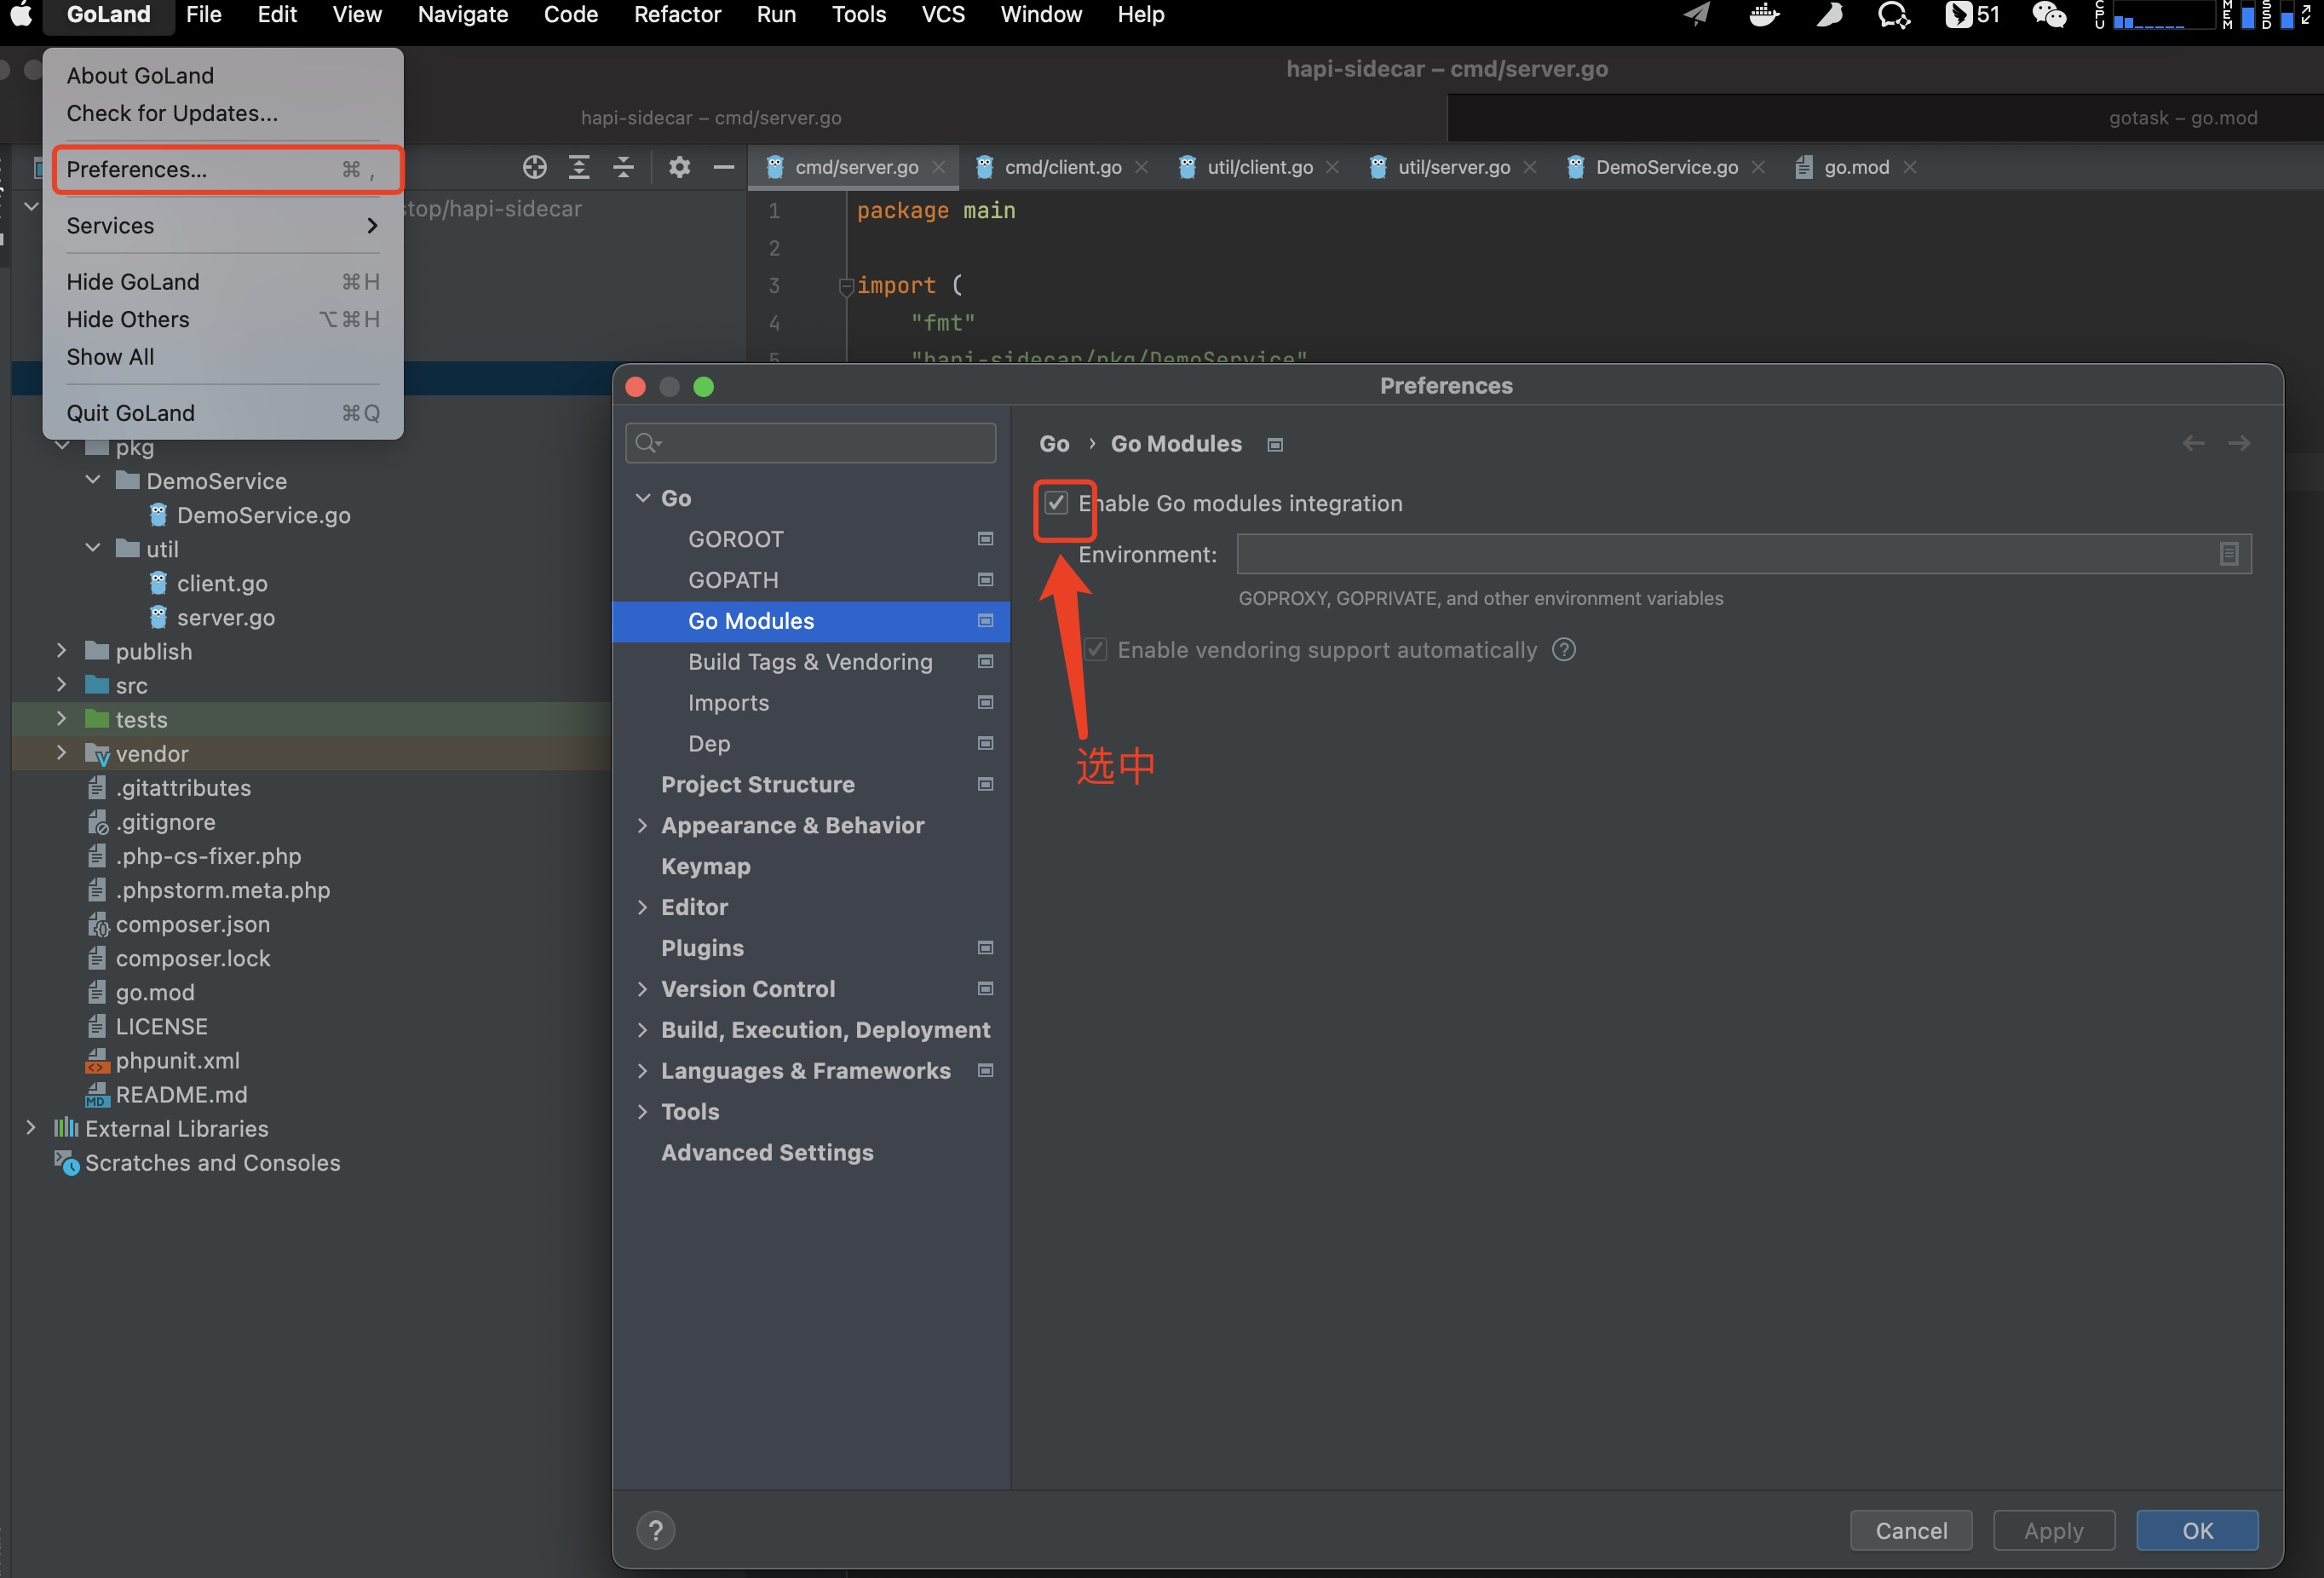 GoLand File Edit View Navigate Code Refactor Run Tools VCS Window Help 51 CPU MEM SSD
hapi-sidecar – cmd/server.go
hapi-sidecar – cmd/server.go
gotask – go.mod
About GoLand
Check for Updates...
Preferences... ⌘ ,
Services
Hide GoLand ⌘H
Hide Others ⌥⌘H
Show All
Quit GoLand ⌘Q
stop/hapi-sidecar
cmd/server.go cmd/client.go util/client.go util/server.go DemoService.go go.mod
1 package main
2
3 import (
4 "fmt"
5 "hapi-sidecar/pkg/DemoService"
pkg
DemoService
DemoService.go
util
client.go
server.go
publish
src
tests
vendor
.gitattributes
.gitignore
.php-cs-fixer.php
.phpstorm.meta.php
composer.json
composer.lock
go.mod
LICENSE
phpunit.xml
README.md
External Libraries
Scratches and Consoles
Preferences
Go
GOROOT
GOPATH
Go Modules
Build Tags & Vendoring
Imports
Dep
Project Structure
Appearance & Behavior
Keymap
Editor
Plugins
Version Control
Build, Execution, Deployment
Languages & Frameworks
Tools
Advanced Settings
Go › Go Modules
Enable Go modules integration
Environment:
GOPROXY, GOPRIVATE, and other environment variables
Enable vendoring support automatically ?
选中
? Cancel Apply OK